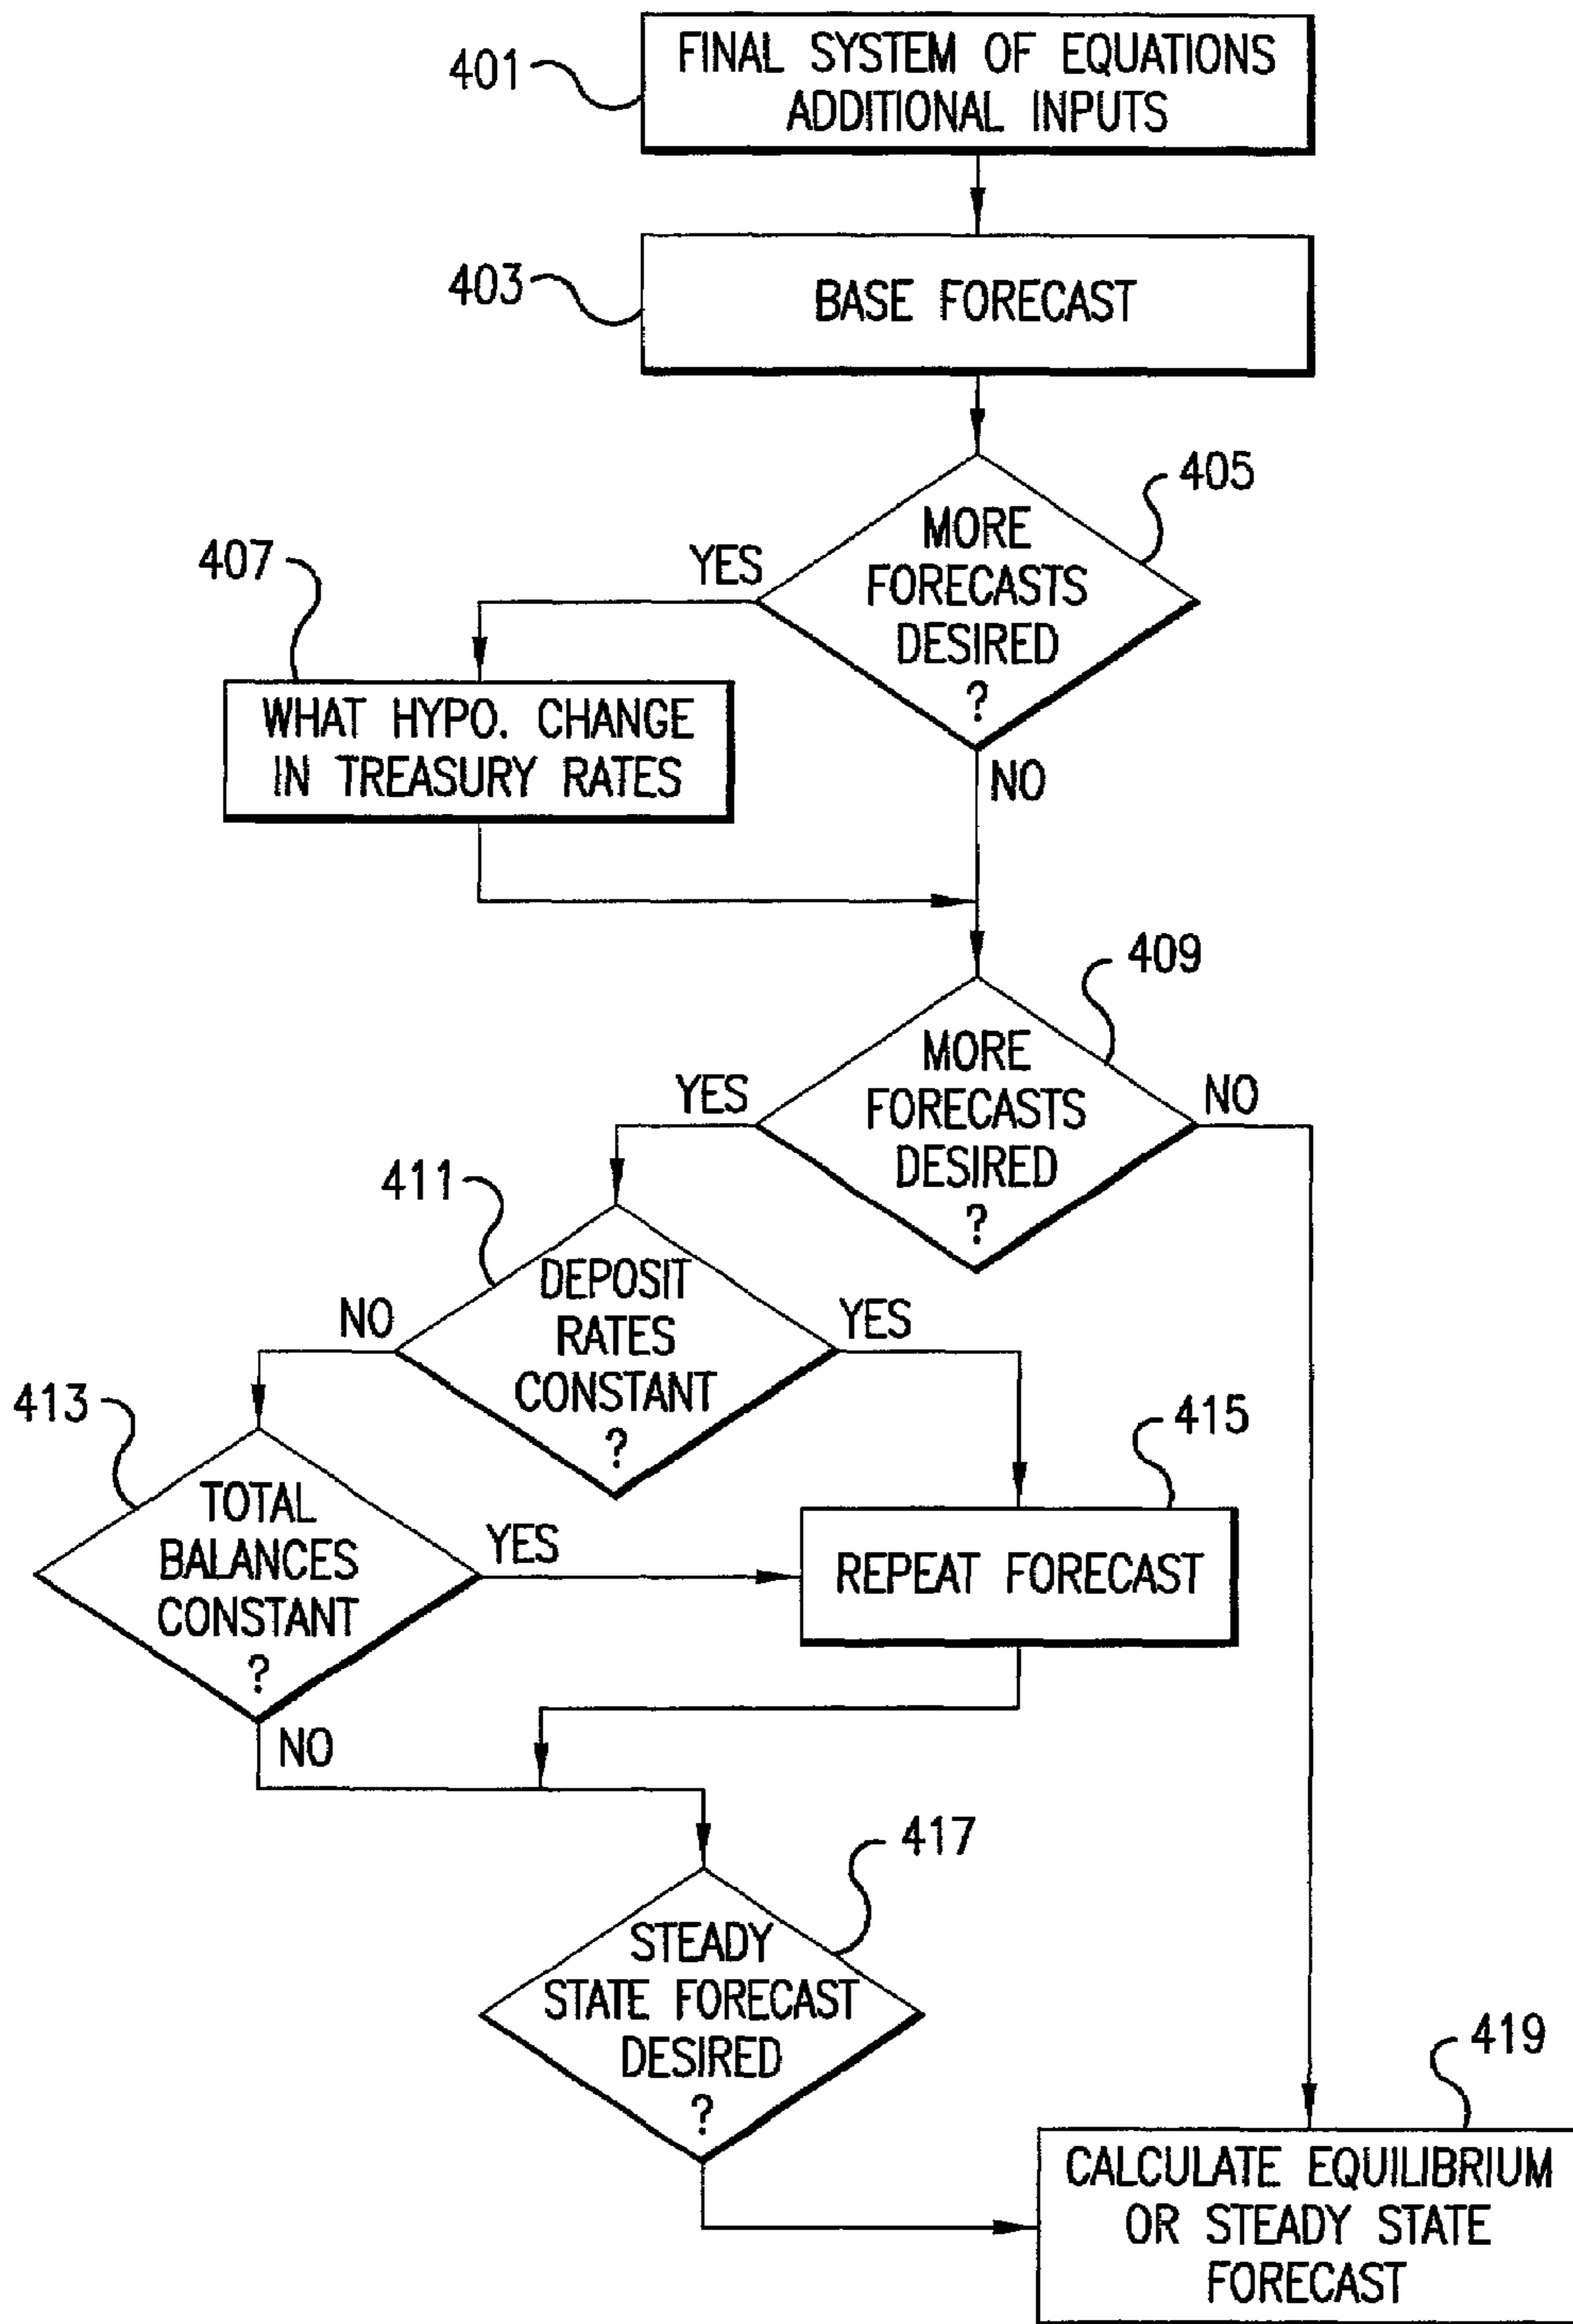 401
FINAL SYSTEM OF EQUATIONS
ADDITIONAL INPUTS
403
BASE FORECAST
405
MORE
FORECASTS
DESIRED
?
YES
NO
407
WHAT HYPO. CHANGE
IN TREASURY RATES
409
MORE
FORECASTS
DESIRED
?
YES
NO
411
DEPOSIT
RATES
CONSTANT
?
NO
YES
413
TOTAL
BALANCES
CONSTANT
?
YES
NO
415
REPEAT FORECAST
417
STEADY
STATE FORECAST
DESIRED
?
419
CALCULATE EQUILIBRIUM
OR STEADY STATE
FORECAST